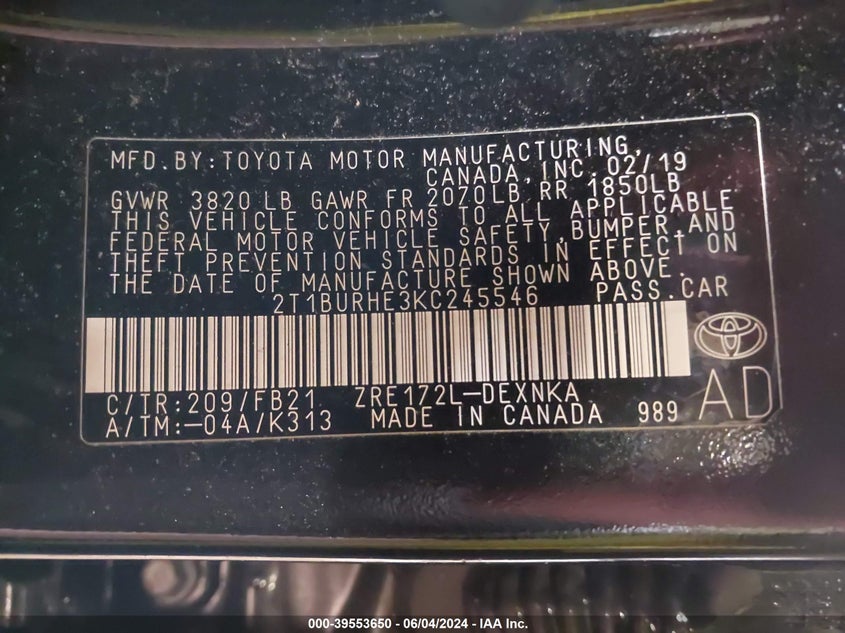 MFD.BY:TOYOTA MOTOR MANUFACTURING,
CANADA,INC. 02/19
GVWR 3820 LB GAWR FR 2070LB,RR 1850LB
THIS VEHICLE CONFORMS TO ALL APPLICABLE
FEDERAL MOTOR VEHICLE SAFETY,BUMPER,AND
THEFT PREVENTION STANDARDS IN EFFECT ON
THE DATE OF MANUFACTURE SHOWN ABOVE.
2T1BURHE3KC245546 PASS.CAR
C/TR:209/FB21 ZRE172L-DEXNKA
A/TM:-04A/K313 MADE IN CANADA 989 AD
000-39553650 - 06/04/2024 - IAA Inc.